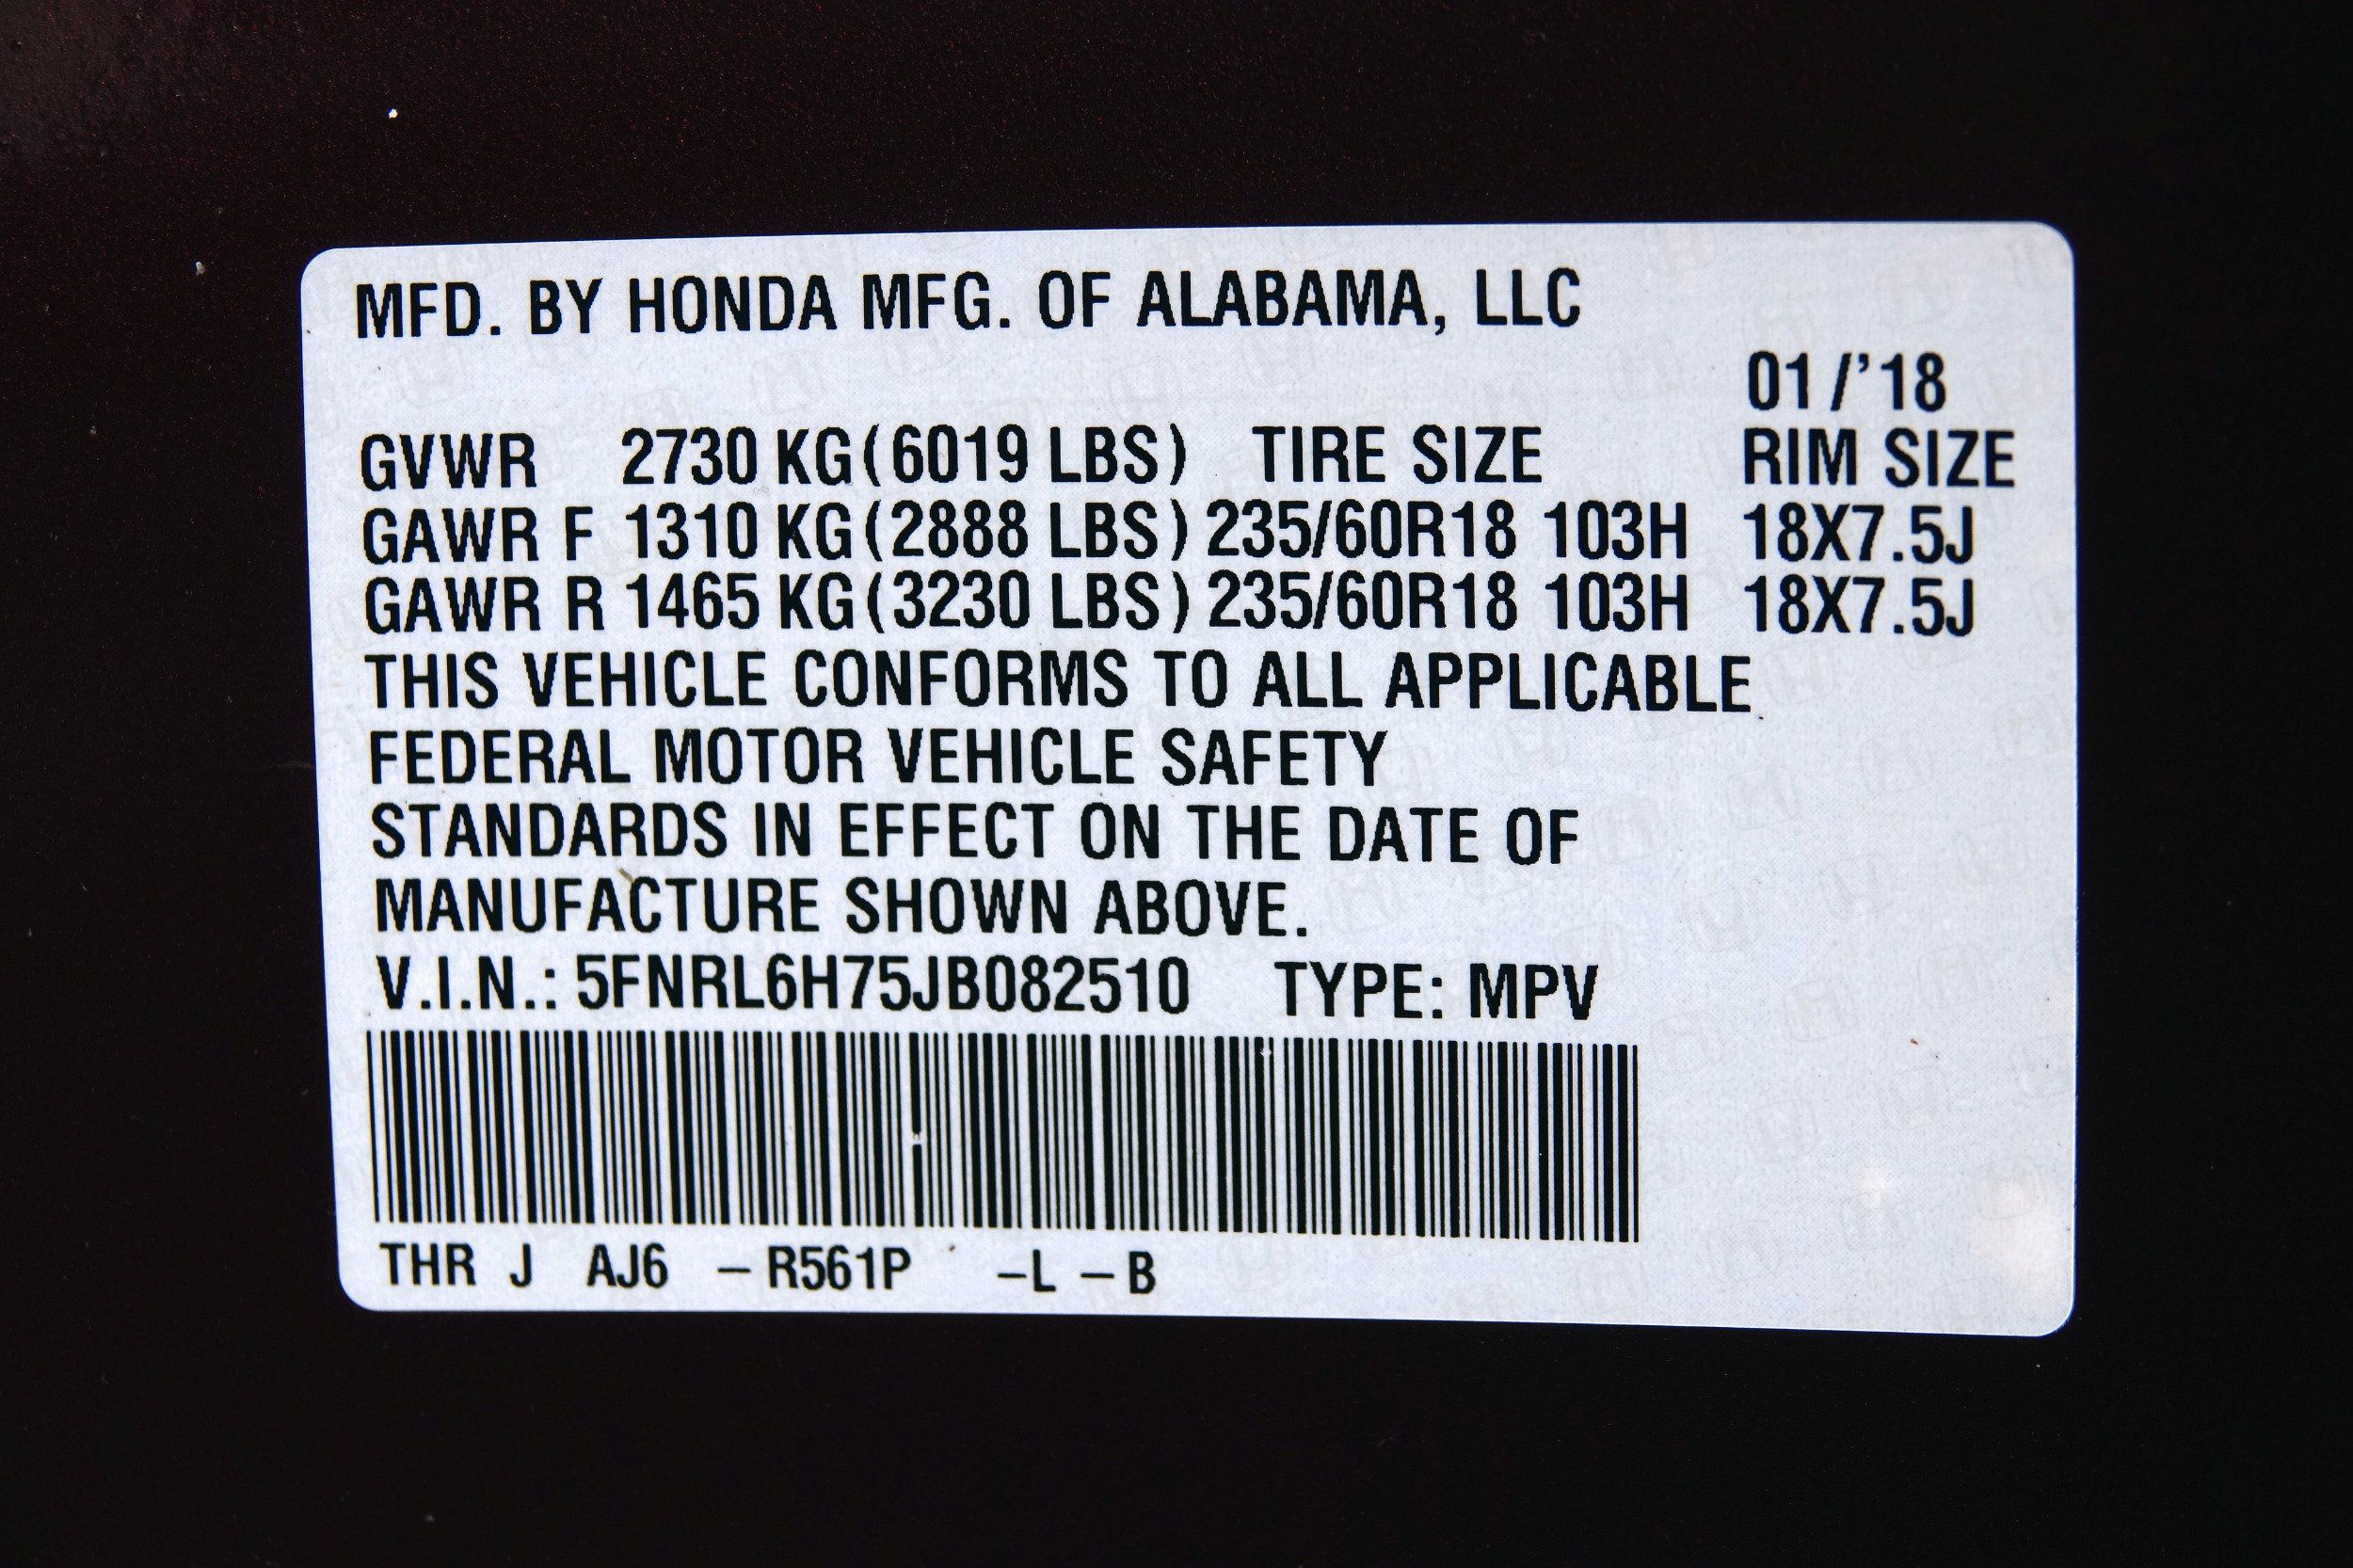 MFD. BY HONDA MFG. OF ALABAMA, LLC
01/'18
GVWR 2730 KG(6019 LBS) TIRE SIZE RIM SIZE
GAWR F 1310 KG(2888 LBS) 235/60R18 103H 18X7.5J
GAWR R 1465 KG(3230 LBS) 235/60R18 103H 18X7.5J
THIS VEHICLE CONFORMS TO ALL APPLICABLE
FEDERAL MOTOR VEHICLE SAFETY
STANDARDS IN EFFECT ON THE DATE OF
MANUFACTURE SHOWN ABOVE.
V.I.N.: 5FNRL6H75JB082510 TYPE: MPV
THR J AJ6 –R561P –L –B